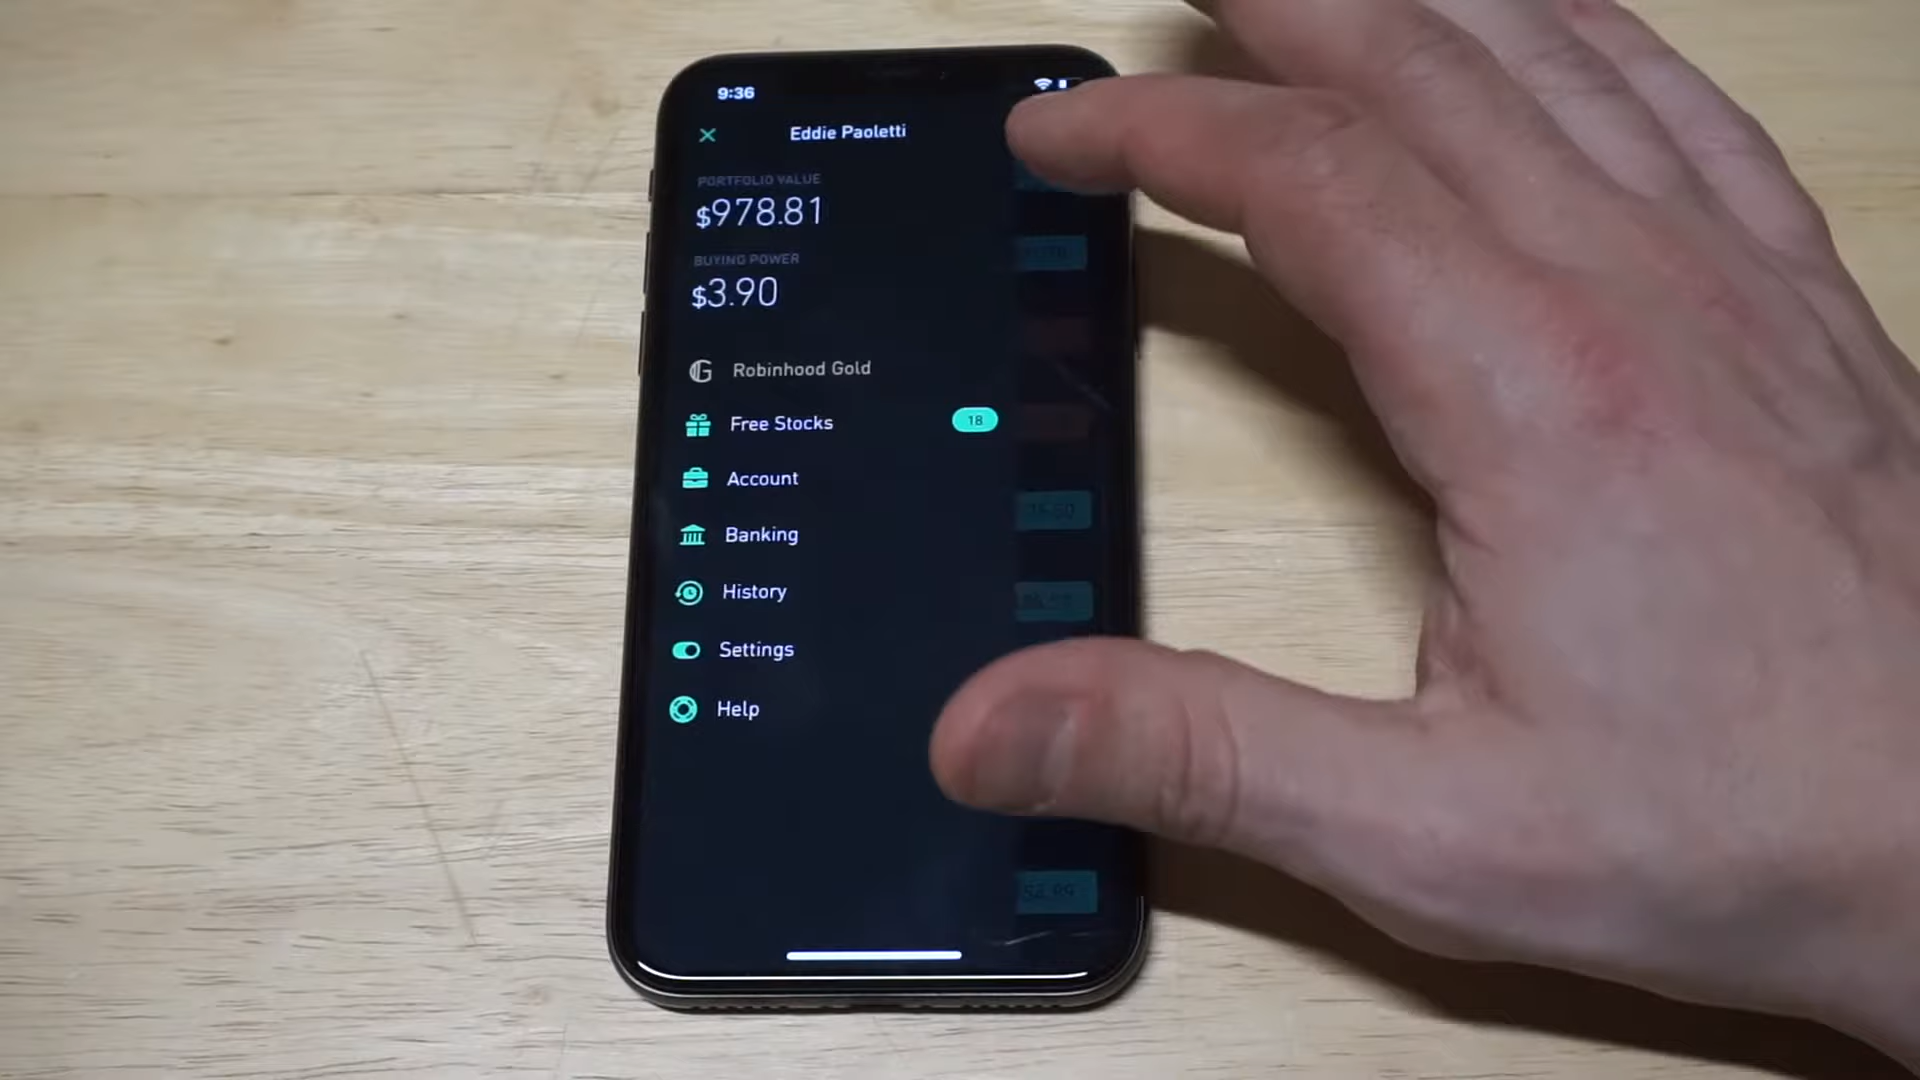 9:36
Eddie Paoletti
PORTFOLIO VALUE
$978.81
BUYING POWER
$3.90
Robinhood Gold
Free Stocks
18
Account
Banking
History
Settings
Help